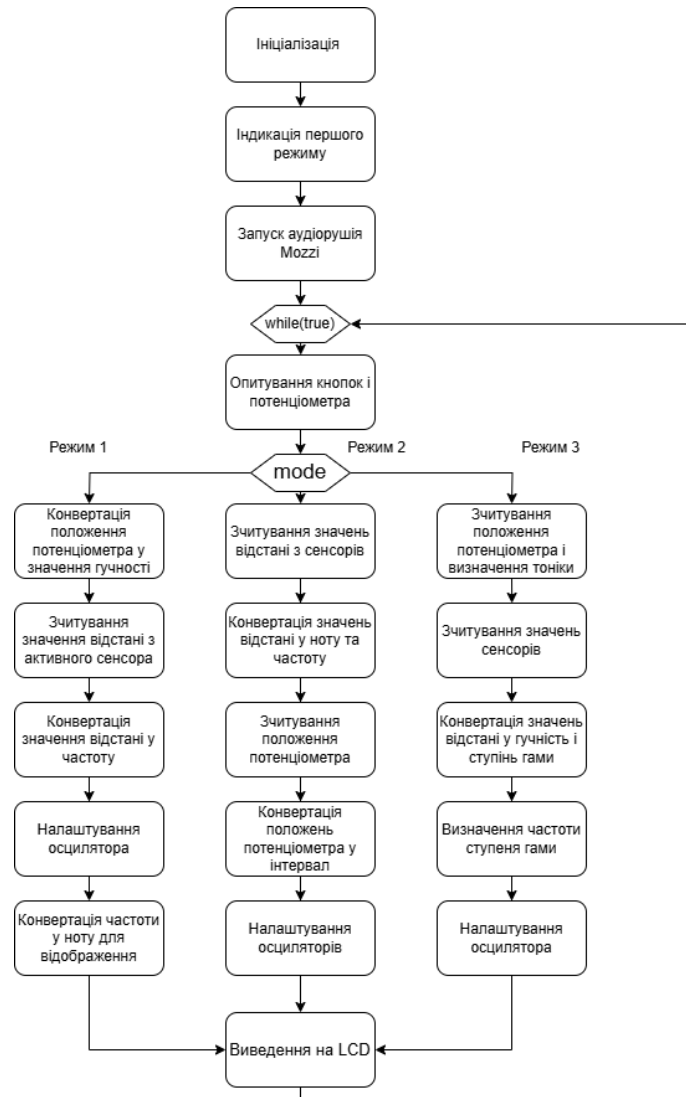 Ініціалізація
Індикація першого
режиму
Запуск аудіорушія
Mozzi
while(true)
Опитування кнопок і
потенціометра
Режим 1
Режим 2
Режим 3
mode
Конвертація
положення
потенціометра у
значення гучності
Зчитування
значення відстані з
активного сенсора
Конвертація
значення відстані у
частоту
Налаштування
осцилятора
Конвертація частоти
у ноту для
відображення
Зчитування значень
відстані з сенсорів
Конвертація значень
відстані у ноту та
частоту
Зчитування
положення
потенціометра
Конвертація
положень
потенціометра у
інтервал
Налаштування
осциляторів
Зчитування
положення
потенціометра і
визначення тоніки
Зчитування значень
сенсорів
Конвертація значень
відстані у гучність і
ступінь гами
Визначення частоти
ступеня гами
Налаштування
осцилятора
Виведення на LCD